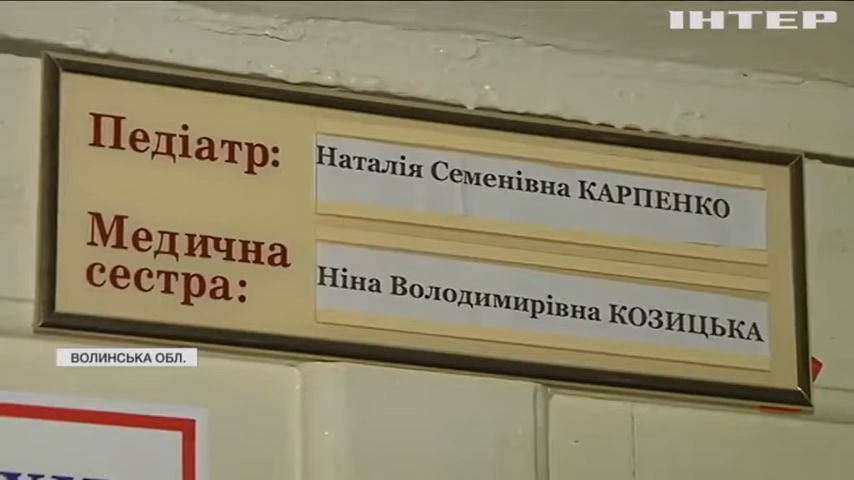 ІНТЕР
Педіатр: Наталія Семенівна КАРПЕНКО
Медична
сестра: Ніна Володимирівна КОЗИЦЬКА
ВОЛИНСЬКА ОБЛ.